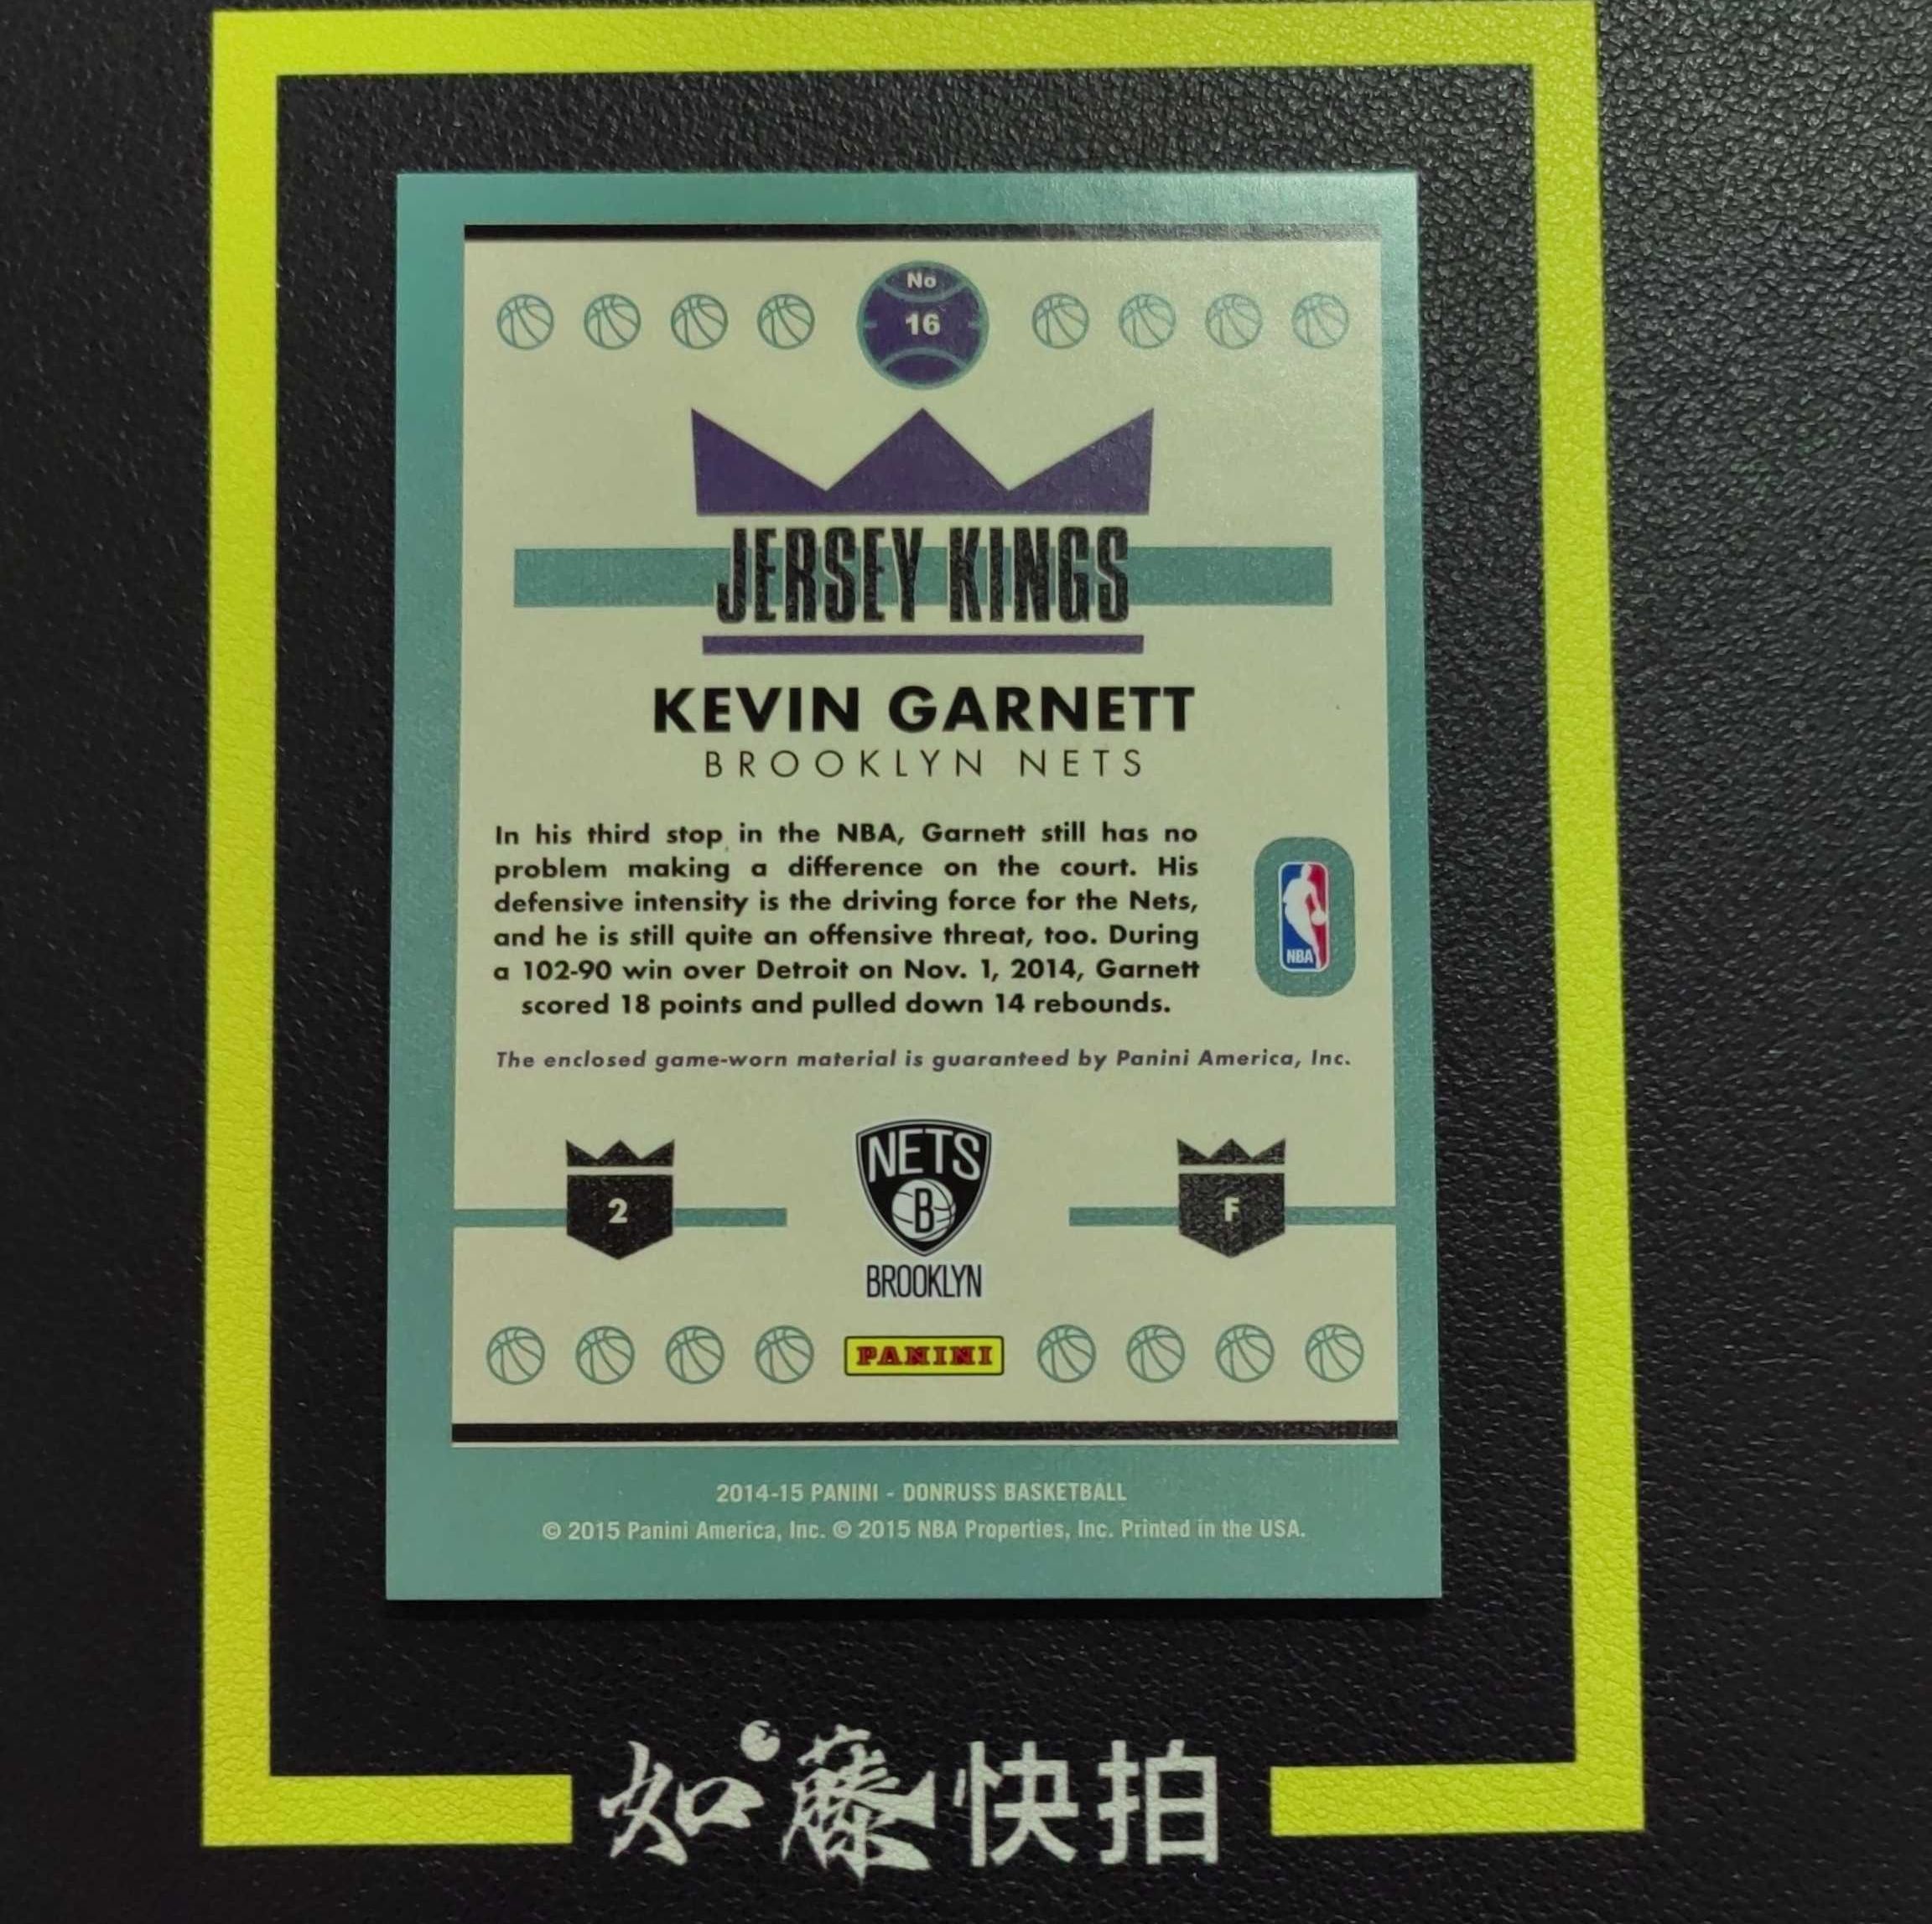 No
16
JERSEY KINGS
KEVIN GARNETT
BROOKLYN NETS
In his third stop in the NBA, Garnett still has no
problem making a difference on the court. His
defensive intensity is the driving force for the Nets,
and he is still quite an offensive threat, too. During
a 102-90 win over Detroit on Nov. 1, 2014, Garnett
scored 18 points and pulled down 14 rebounds.
NBA
The enclosed game-worn material is guaranteed by Panini America, Inc.
2
NETS
B
BROOKLYN
F
PANINI
2014-15 PANINI - DONRUSS BASKETBALL
© 2015 Panini America, Inc. © 2015 NBA Properties, Inc. Printed in the USA.
如藤快拍